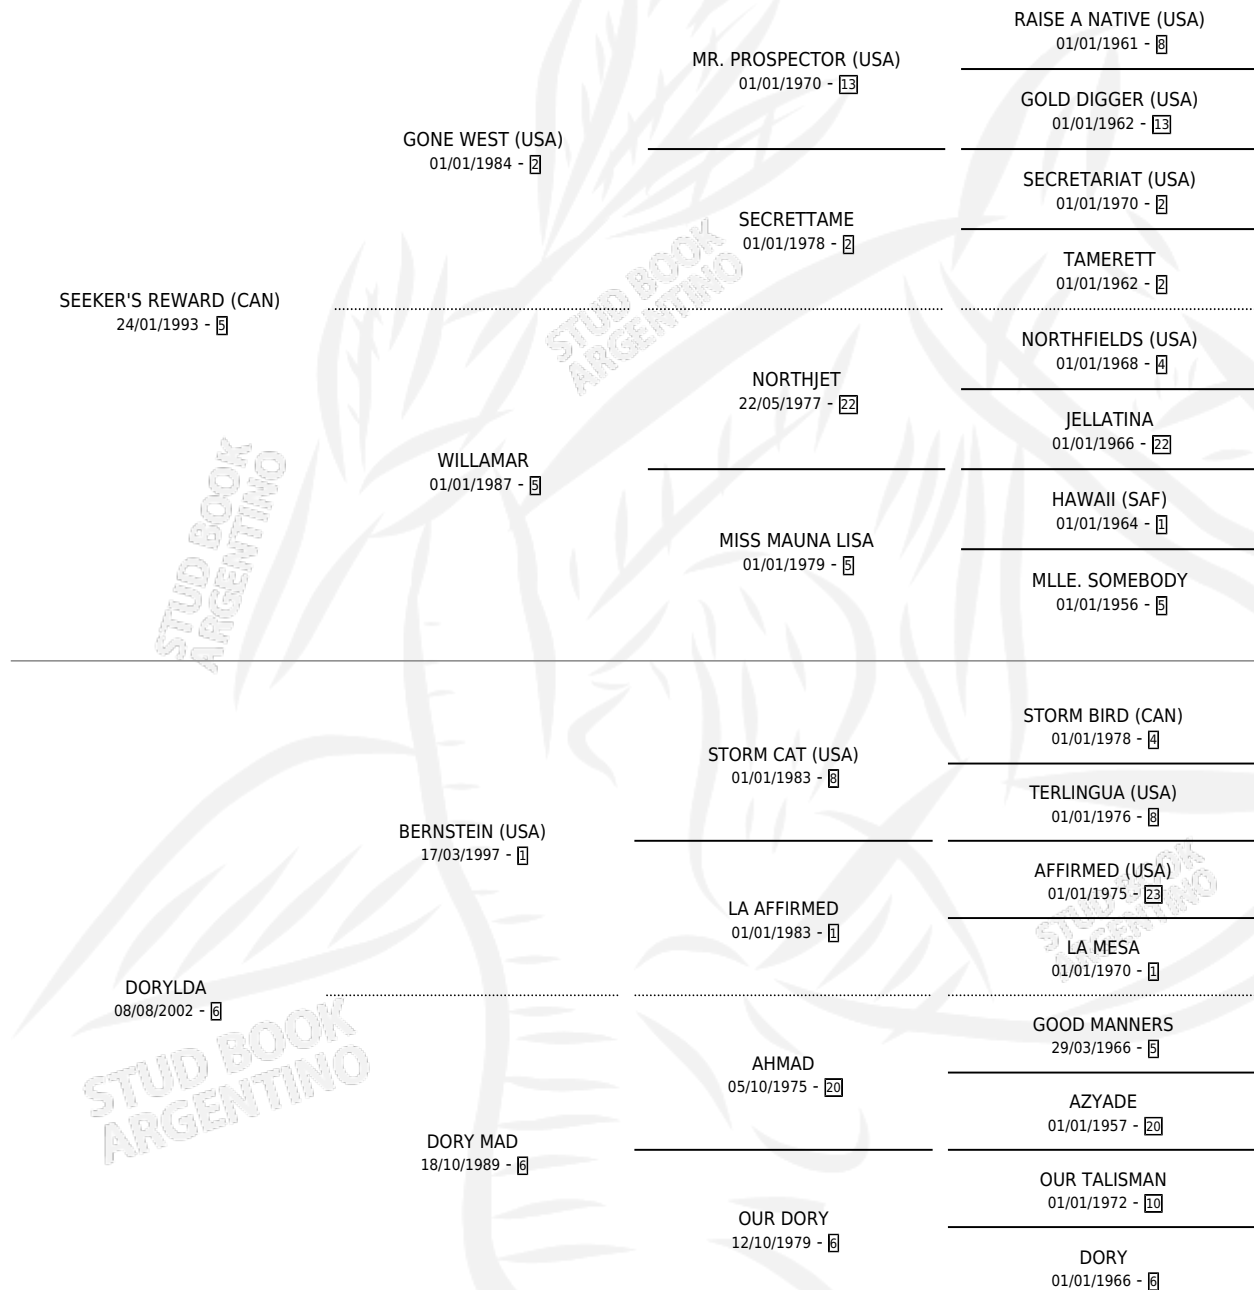 RAISE A NATIVE (USA)
01/01/1961 - 8
MR. PROSPECTOR (USA)
01/01/1970 - 13
GOLD DIGGER (USA)
01/01/1962 - 13
GONE WEST (USA)
01/01/1984 - 2
SECRETARIAT (USA)
01/01/1970 - 2
SECRETTAME
01/01/1978 - 2
TAMERETT
01/01/1962 - 2
SEEKER'S REWARD (CAN)
24/01/1993 - 5
NORTHFIELDS (USA)
01/01/1968 - 4
NORTHJET
22/05/1977 - 22
JELLATINA
01/01/1966 - 22
WILLAMAR
01/01/1987 - 5
HAWAII (SAF)
01/01/1964 - 1
MISS MAUNA LISA
01/01/1979 - 5
MLLE. SOMEBODY
01/01/1956 - 5
STORM BIRD (CAN)
01/01/1978 - 4
STORM CAT (USA)
01/01/1983 - 8
TERLINGUA (USA)
01/01/1976 - 8
BERNSTEIN (USA)
17/03/1997 - 1
AFFIRMED (USA)
01/01/1975 - 23
LA AFFIRMED
01/01/1983 - 1
LA MESA
01/01/1970 - 1
DORYLDA
08/08/2002 - 6
GOOD MANNERS
29/03/1966 - 5
AHMAD
05/10/1975 - 20
AZYADE
01/01/1957 - 20
DORY MAD
18/10/1989 - 6
OUR TALISMAN
01/01/1972 - 10
OUR DORY
12/10/1979 - 6
DORY
01/01/1966 - 6
STUD BOOK
ARGENTINO
STUD BOOK
ARGENTINO
STUD BOOK
ARGENTINO
STUD BOOK
ARGENTINO